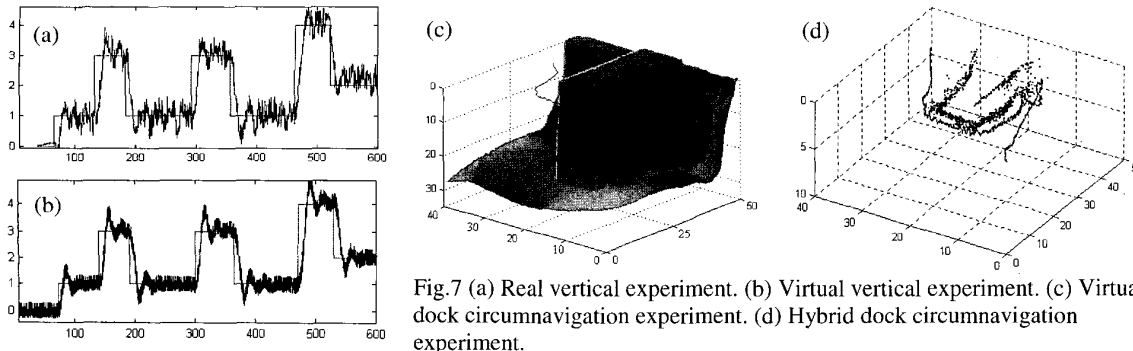 (a)
4
3
2
1
0
100 200 300 400 500 600
(b)
4
3
2
1
0
100 200 300 400 500 600
(c)
0
10
20
30
40
40 30 20 10 0
0 25 50
(d)
0
5
10
40 30 20 10 0
0 10 20 30 40
Fig.7 (a) Real vertical experiment. (b) Virtual vertical experiment. (c) Virtua
dock circumnavigation experiment. (d) Hybrid dock circumnavigation
experiment.